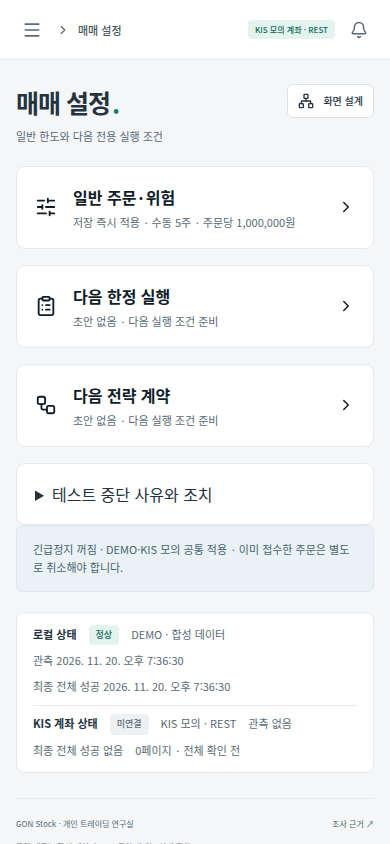 매매 설정
KIS 모의 계좌 · REST
매매 설정.
화면 설계
일반 한도와 다음 전용 실행 조건
일반 주문·위험
저장 즉시 적용 · 수동 5주 · 주문당 1,000,000원
다음 한정 실행
초안 없음 · 다음 실행 조건 준비
다음 전략 계약
초안 없음 · 다음 실행 조건 준비
▶ 테스트 중단 사유와 조치
긴급정지 꺼짐 · DEMO·KIS 모의 공통 적용 · 이미 접수한 주문은 별도
로 취소해야 합니다.
로컬 상태 정상 DEMO · 합성 데이터
관측 2026. 11. 20. 오후 7:36:30
최종 전체 성공 2026. 11. 20. 오후 7:36:30
KIS 계좌 상태 미연결 KIS 모의 · REST 관측 없음
최종 전체 성공 없음 0페이지 · 전체 확인 전
GON Stock · 개인 트레이딩 연구실
조사 근거 ↗